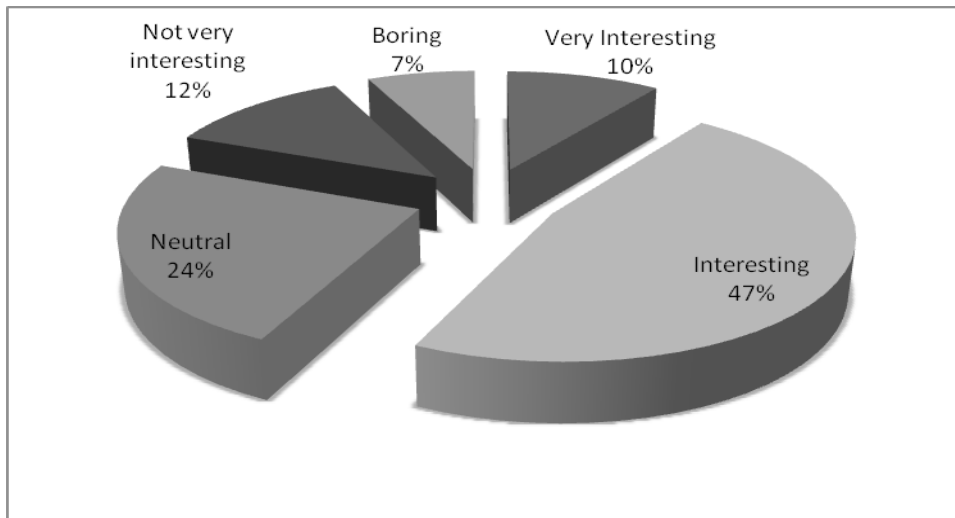 Not very
interesting
12%
Boring
7%
Very Interesting
10%
Neutral
24%
Interesting
47%